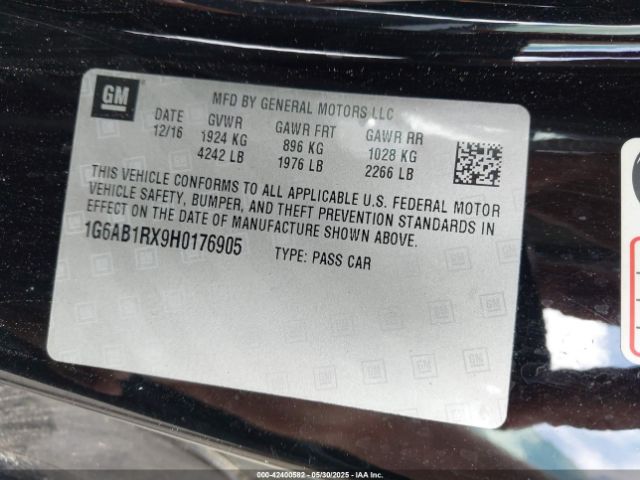 GM
MFD BY GENERAL MOTORS LLC
DATE GVWR GAWR FRT GAWR RR
12/16 1924 KG 896 KG 1028 KG
4242 LB 1976 LB 2266 LB
THIS VEHICLE CONFORMS TO ALL APPLICABLE U.S. FEDERAL MOTOR
VEHICLE SAFETY, BUMPER, AND THEFT PREVENTION STANDARDS IN
EFFECT ON THE DATE OF MANUFACTURE SHOWN ABOVE.
1G6AB1RX9H0176905 TYPE: PASS CAR
000-42400582 - 05/30/2025 - IAAI.COM